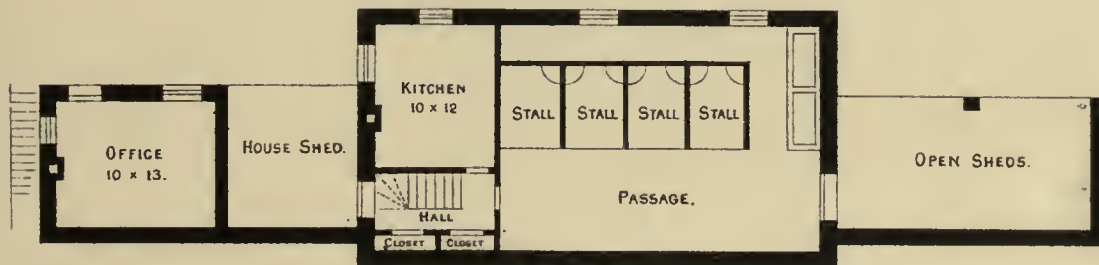 KITCHEN
10 × 12
STALL
STALL
STALL
STALL
OFFICE
10 × 13.
HOUSE SHED.
OPEN SHEDS.
PASSAGE.
HALL
CLOSET
CLOSET